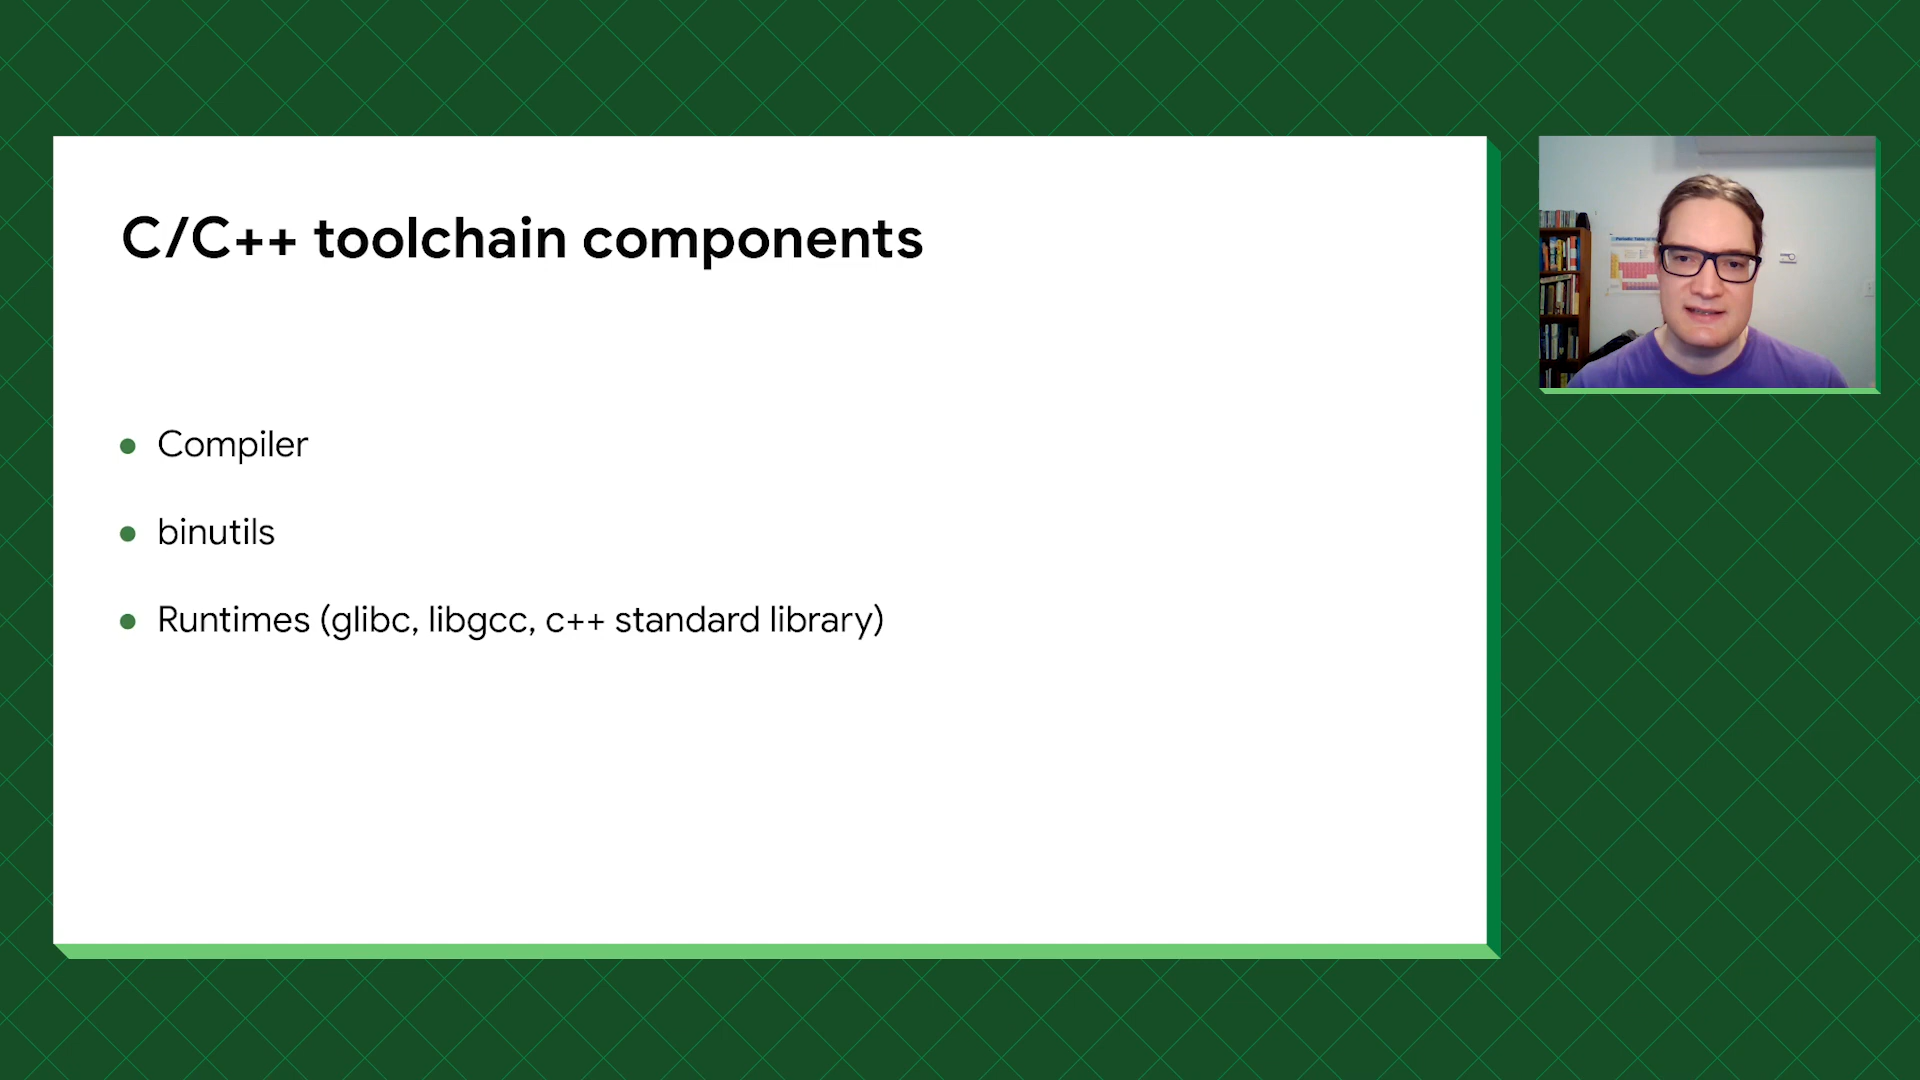 C/C++ toolchain components
Compiler
binutils
Runtimes (glibc, libgcc, c++ standard library)